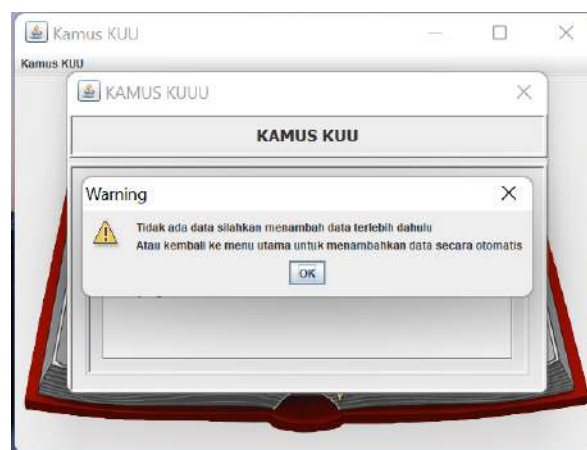 Kamus KUU
Kamus KUU
KAMUS KUUU
KAMUS KUU
Warning
Tidak ada data silahkan menambah data terlebih dahulu
Atau kembali ke menu utama untuk menambahkan data secara otomatis
OK